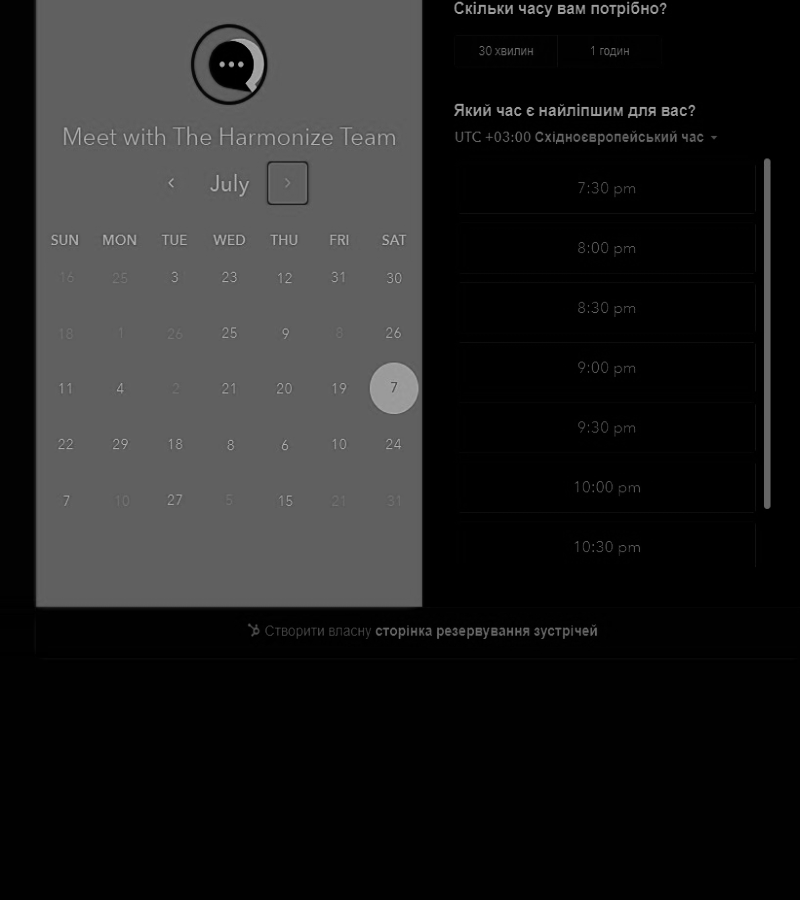 Meet with The Harmonize Team
July
SUN MON TUE WED THU FRI SAT
16 25 3 23 12 31 30
18 1 26 25 9 8 26
11 4 2 21 20 19 7
22 29 18 8 6 10 24
7 10 27 5 15 21 31
Скільки часу вам потрібно?
30 хвилин 1 годин
Який час є найліпшим для вас?
UTC +03:00 Східноєвропейський час
7:30 pm
8:00 pm
8:30 pm
9:00 pm
9:30 pm
10:00 pm
10:30 pm
Створити власну сторінка резервування зустрічей